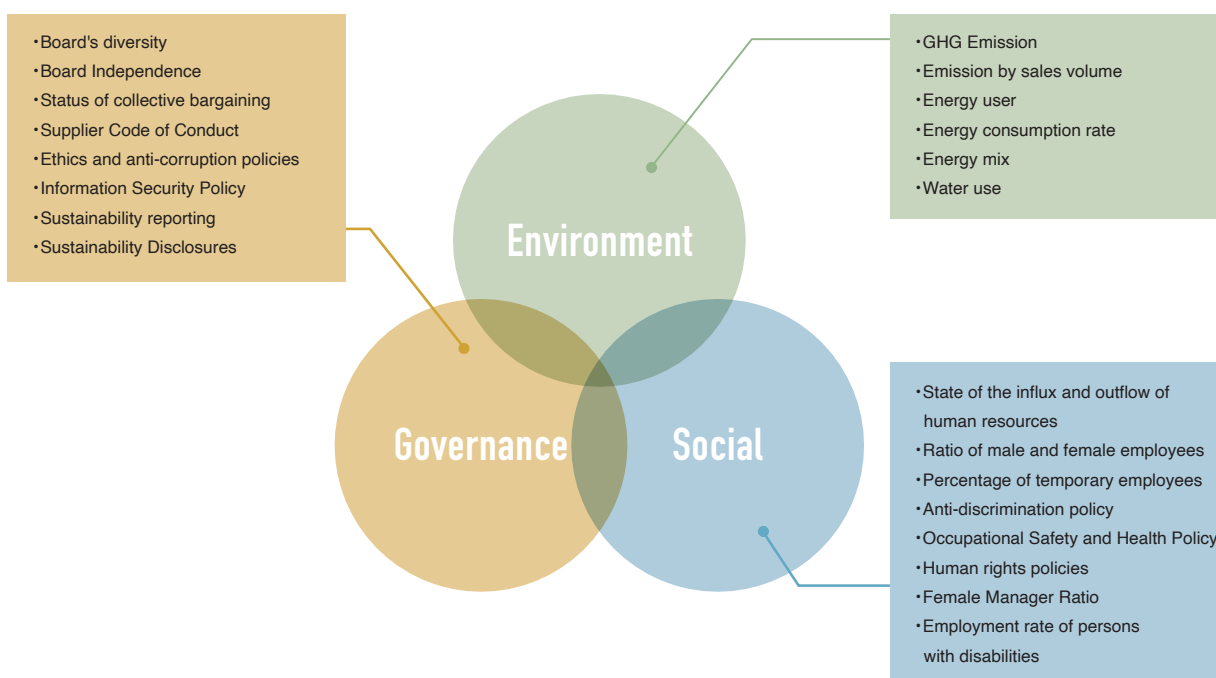 ・Board's diversity
・Board Independence
・Status of collective bargaining
・Supplier Code of Conduct
・Ethics and anti-corruption policies
・Information Security Policy
・Sustainability reporting
・Sustainability Disclosures
・GHG Emission
・Emission by sales volume
・Energy user
・Energy consumption rate
・Energy mix
・Water use
Environment
Governance
Social
・State of the influx and outflow of
human resources
・Ratio of male and female employees
・Percentage of temporary employees
・Anti-discrimination policy
・Occupational Safety and Health Policy
・Human rights policies
・Female Manager Ratio
・Employment rate of persons
with disabilities